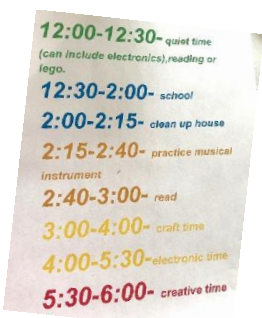 12:00-12:30- quiet time
(can include electronics),reading or
lego.
12:30-2:00- school
2:00-2:15- clean up house
2:15-2:40- practice musical
instrument
2:40-3:00- read
3:00-4:00- craft time
4:00-5:30-electronic time
5:30-6:00- creative time